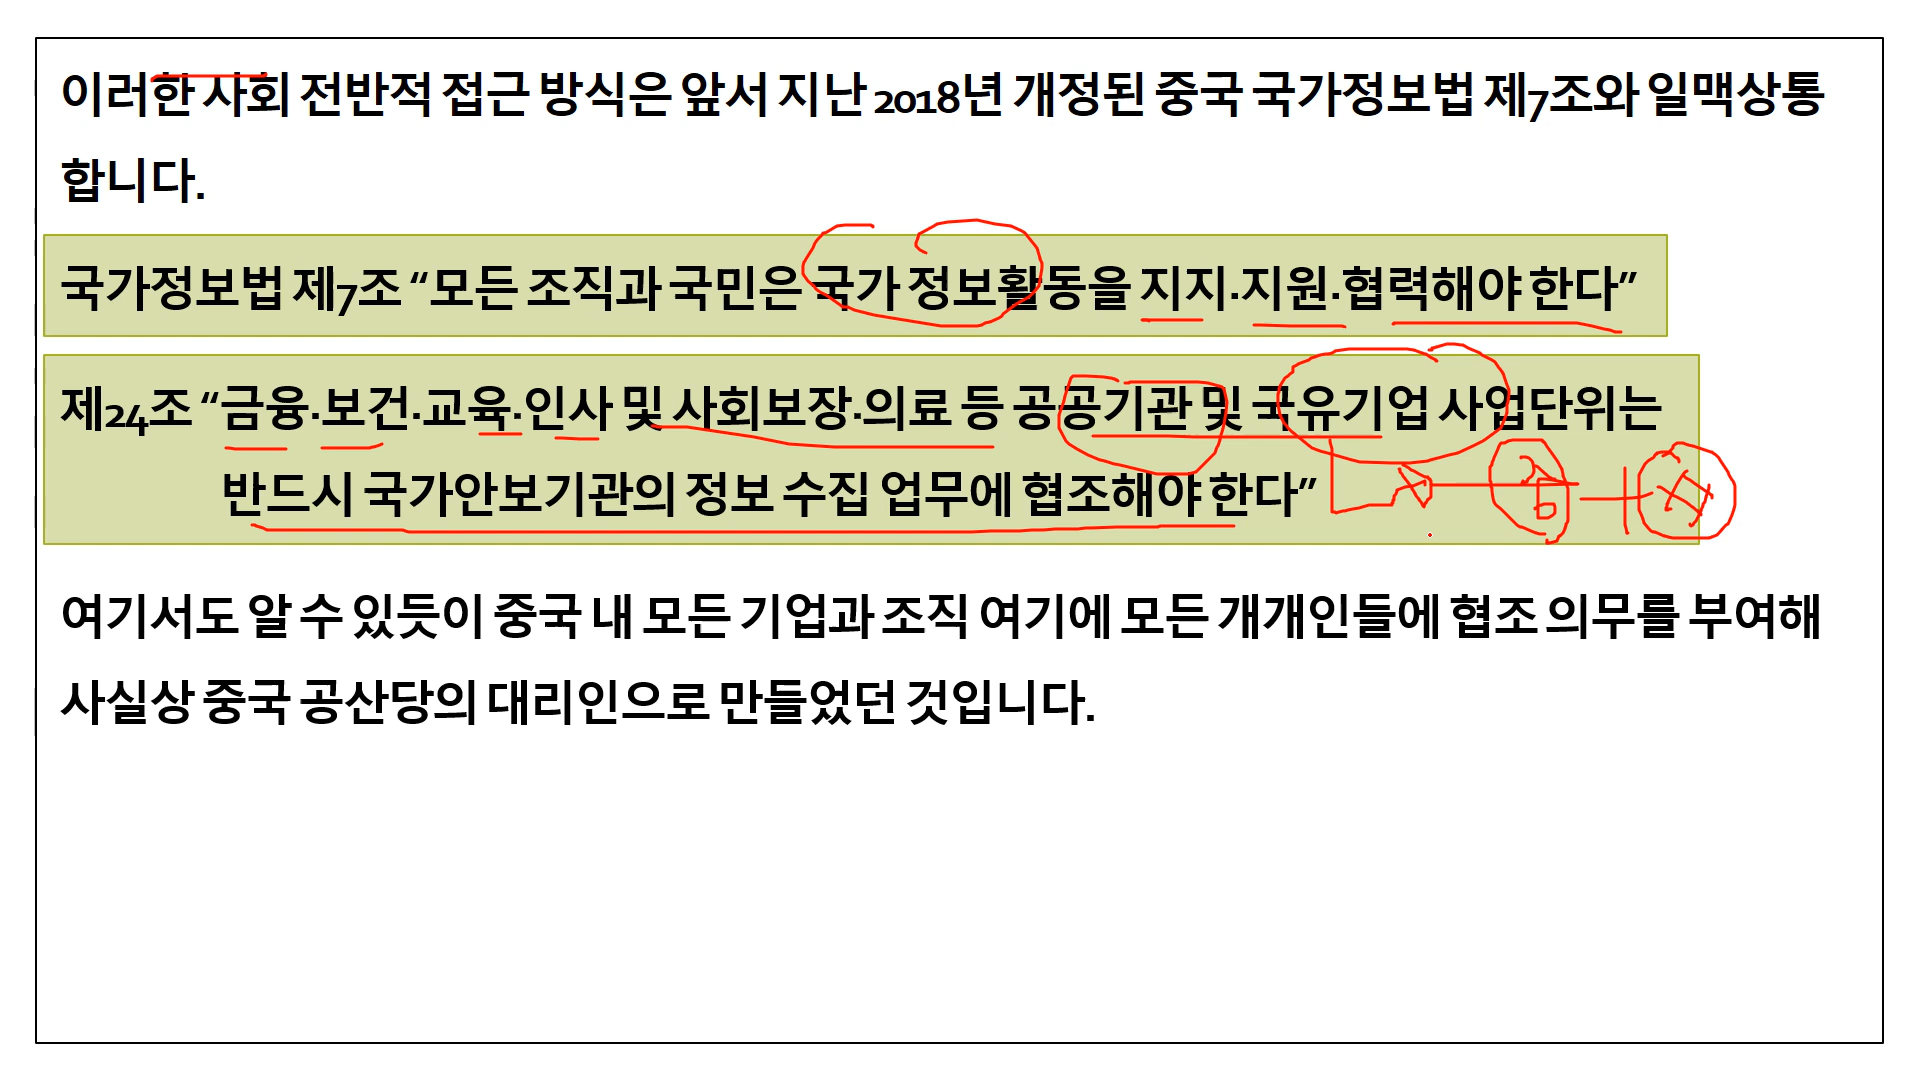 이러한 사회 전반적 접근 방식은 앞서 지난 2018년 개정된 중국 국가정보법 제7조와 일맥상통
합니다.
국가정보법 제7조 “모든 조직과 국민은 국가 정보활동을 지지·지원·협력해야 한다”
제24조 “금융·보건·교육·인사 및 사회보장·의료 등 공공기관 및 국유기업 사업단위는
반드시 국가안보기관의 정보 수집 업무에 협조해야 한다”
여기서도 알 수 있듯이 중국 내 모든 기업과 조직 여기에 모든 개개인들에 협조 의무를 부여해
사실상 중국 공산당의 대리인으로 만들었던 것입니다.